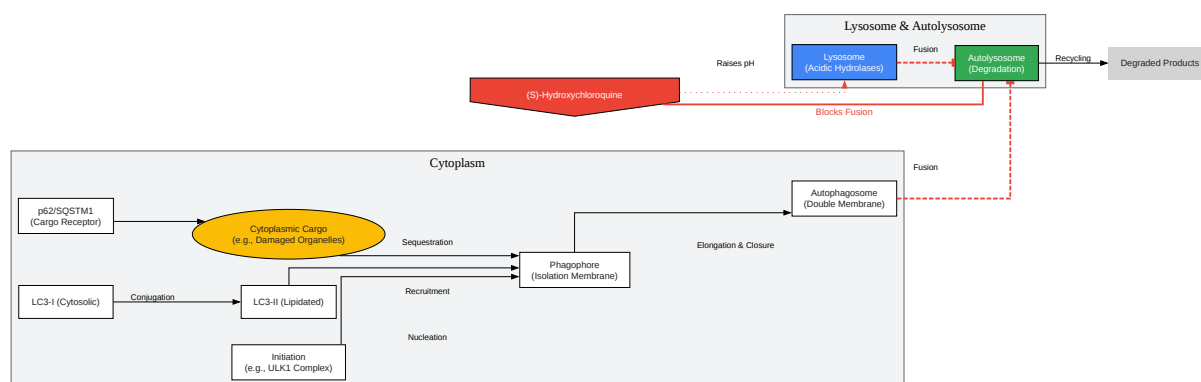 Lysosome & Autolysosome
Lysosome
(Acidic Hydrolases)
Fusion
Autolysosome
(Degradation)
Recycling
Degraded Products
Raises pH
(S)-Hydroxychloroquine
Blocks Fusion
Cytoplasm
Fusion
p62/SQSTM1
(Cargo Receptor)
Cytoplasmic Cargo
(e.g., Damaged Organelles)
Sequestration
Autophagosome
(Double Membrane)
Elongation & Closure
Phagophore
(Isolation Membrane)
LC3-I (Cytosolic)
Conjugation
LC3-II (Lipidated)
Recruitment
Nucleation
Initiation
(e.g., ULK1 Complex)